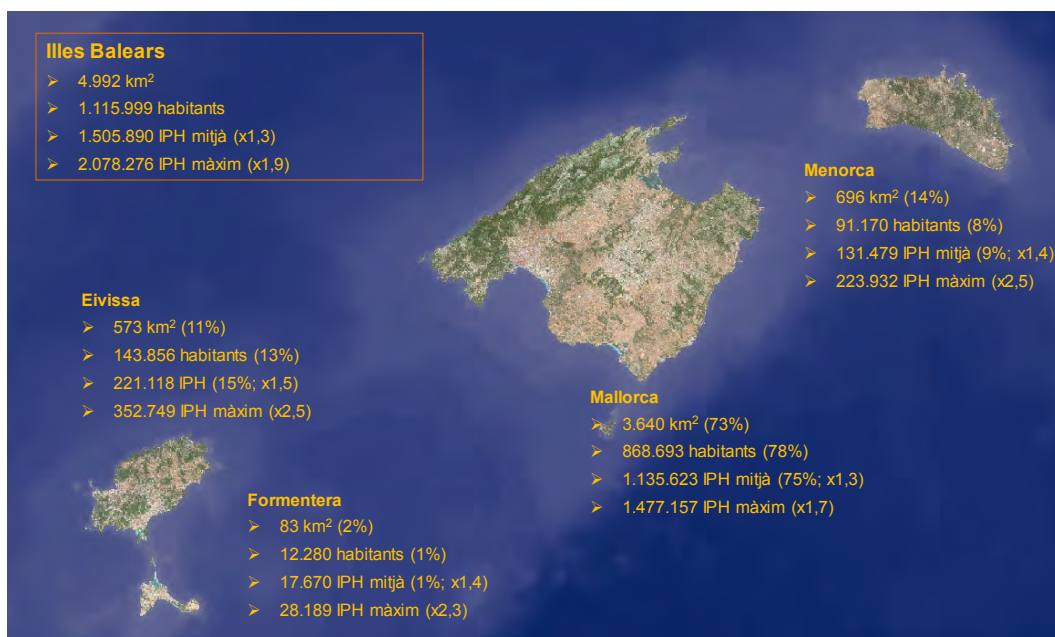 Illes Balears
➢ 4.992 km²
➢ 1.115.999 habitants
➢ 1.505.890 IPH mitjà (x1,3)
➢ 2.078.276 IPH màxim (x1,9)
Menorca
➢ 696 km² (14%)
➢ 91.170 habitants (8%)
➢ 131.479 IPH mitjà (9%; x1,4)
➢ 223.932 IPH màxim (x2,5)
Eivissa
➢ 573 km² (11%)
➢ 143.856 habitants (13%)
➢ 221.118 IPH (15%; x1,5)
➢ 352.749 IPH màxim (x2,5)
Mallorca
➢ 3.640 km² (73%)
➢ 868.693 habitants (78%)
➢ 1.135.623 IPH mitjà (75%; x1,3)
➢ 1.477.157 IPH màxim (x1,7)
Formentera
➢ 83 km² (2%)
➢ 12.280 habitants (1%)
➢ 17.670 IPH mitjà (1%; x1,4)
➢ 28.189 IPH màxim (x2,3)